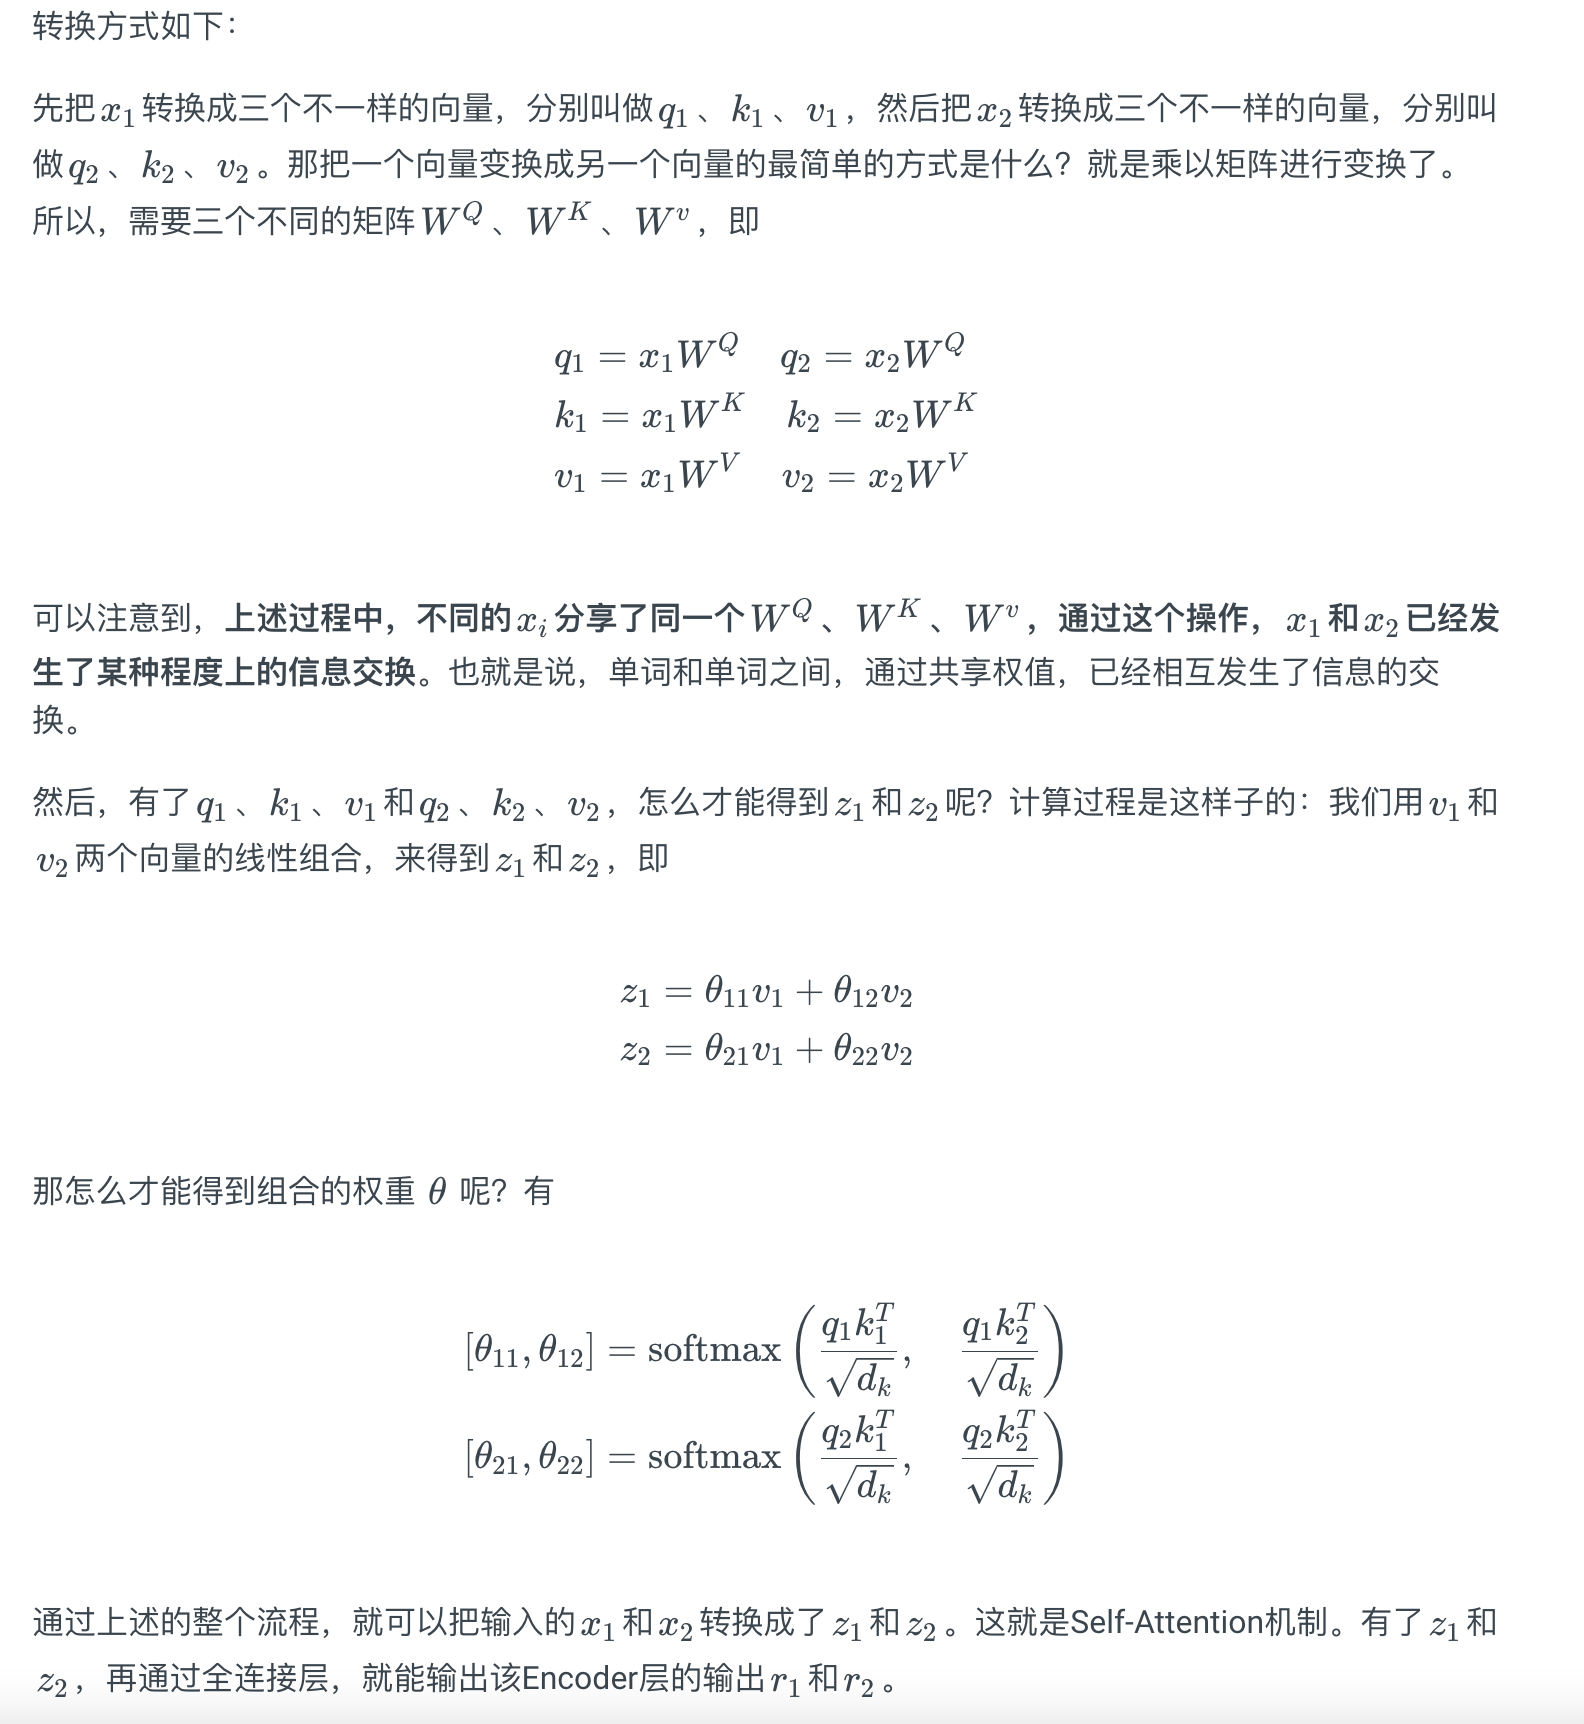 转换方式如下：
先把 $x_1$ 转换成三个不一样的向量，分别叫做 $q_1$ 、 $k_1$ 、 $v_1$ ，然后把 $x_2$ 转换成三个不一样的向量，分别叫
做 $q_2$ 、 $k_2$ 、 $v_2$ 。那把一个向量变换成另一个向量的最简单的方式是什么？就是乘以矩阵进行变换了。
所以，需要三个不同的矩阵 $W^Q$ 、 $W^K$ 、 $W^v$ ，即
$q_1 = x_1 W^Q \quad q_2 = x_2 W^Q$
$k_1 = x_1 W^K \quad k_2 = x_2 W^K$
$v_1 = x_1 W^V \quad v_2 = x_2 W^V$
可以注意到，上述过程中，不同的 $x_i$ 分享了同一个 $W^Q$ 、 $W^K$ 、 $W^v$ ，通过这个操作， $x_1$ 和 $x_2$ 已经发
生了某种程度上的信息交换。也就是说，单词和单词之间，通过共享权值，已经相互发生了信息的交
换。
然后，有了 $q_1$ 、 $k_1$ 、 $v_1$ 和 $q_2$ 、 $k_2$ 、 $v_2$ ，怎么才能得到 $z_1$ 和 $z_2$ 呢？计算过程是这样子的：我们用 $v_1$ 和
$v_2$ 两个向量的线性组合，来得到 $z_1$ 和 $z_2$ ，即
$z_1 = \theta_{11} v_1 + \theta_{12} v_2$
$z_2 = \theta_{21} v_1 + \theta_{22} v_2$
那怎么才能得到组合的权重 $\theta$ 呢？有
$[\theta_{11}, \theta_{12}] = \text{softmax}\left(\frac{q_1 k_1^T}{\sqrt{d_k}}, \quad \frac{q_1 k_2^T}{\sqrt{d_k}}\right)$
$[\theta_{21}, \theta_{22}] = \text{softmax}\left(\frac{q_2 k_1^T}{\sqrt{d_k}}, \quad \frac{q_2 k_2^T}{\sqrt{d_k}}\right)$
通过上述的整个流程，就可以把输入的 $x_1$ 和 $x_2$ 转换成了 $z_1$ 和 $z_2$ 。这就是Self-Attention机制。有了 $z_1$ 和
$z_2$ ，再通过全连接层，就能输出该Encoder层的输出 $r_1$ 和 $r_2$ 。